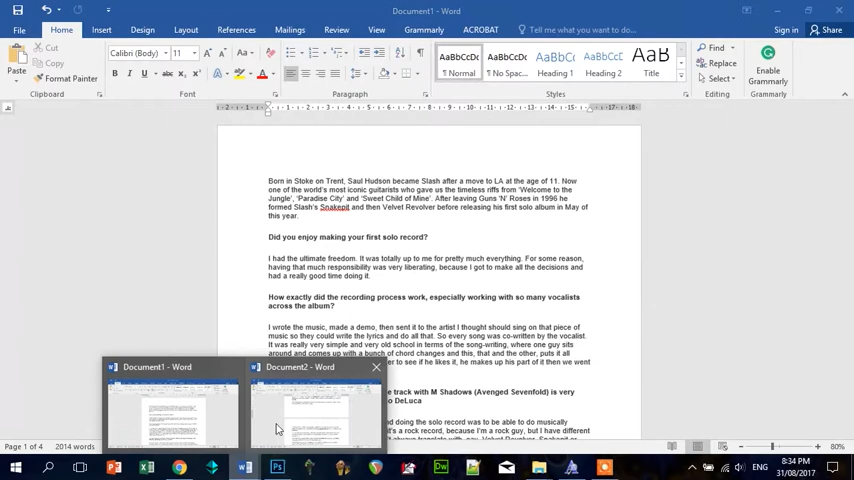 Document1 - Word
Sign in
Share
File
Home
Insert
Design
Layout
References
Mailings
Review
View
Grammarly
ACROBAT
Tell me what you want to do...
Paste
Cut
Copy
Format Painter
Clipboard
Calibri (Body)
11
Font
Paragraph
AaBbCcDd
¶ Normal
AaBbCcDd
¶ No Spac...
AaBbCc
Heading 1
AaBbCcD
Heading 2
AaB
Title
Styles
Find
Replace
Select
Editing
Enable
Grammarly
Grammarly
Born in Stoke on Trent, Saul Hudson became Slash after a move to LA at the age of 11. Now
one of the world's most iconic guitarists who gave us the timeless riffs from 'Welcome to the
Jungle', 'Paradise City' and 'Sweet Child of Mine'. After leaving Guns 'N' Roses in 1996 he
formed Slash's Snakepit and then Velvet Revolver before releasing his first solo album in May of
this year.
Did you enjoy making your first solo record?
I had the ultimate freedom. It was totally up to me for pretty much everything. For some reason,
having that much responsibility was very liberating, because I got to make all the decisions and
had a really good time doing it.
How exactly did the recording process work, especially working with so many vocalists
across the album?
I wrote the music, made a demo, then sent it to the artist I thought should sing on that piece of
music so they could write the lyrics and do all that. So every song was co-written by the vocalist.
It was really very simple and very old school in terms of the song-writing, where one guy sits
around and comes up with a bunch of chord changes and this, that and the other, puts it all
er to see if he likes it, he makes up his part of it then we went
e track with M Shadows (Avenged Sevenfold) is very
o DeLuca
d doing the solo record was to be able to do musically
n't a rock record, because I'm a rock guy, but I have different
Document1 - Word
Document2 - Word
Page 1 of 4
2014 words
80%
ENG
8:34 PM
31/08/2017